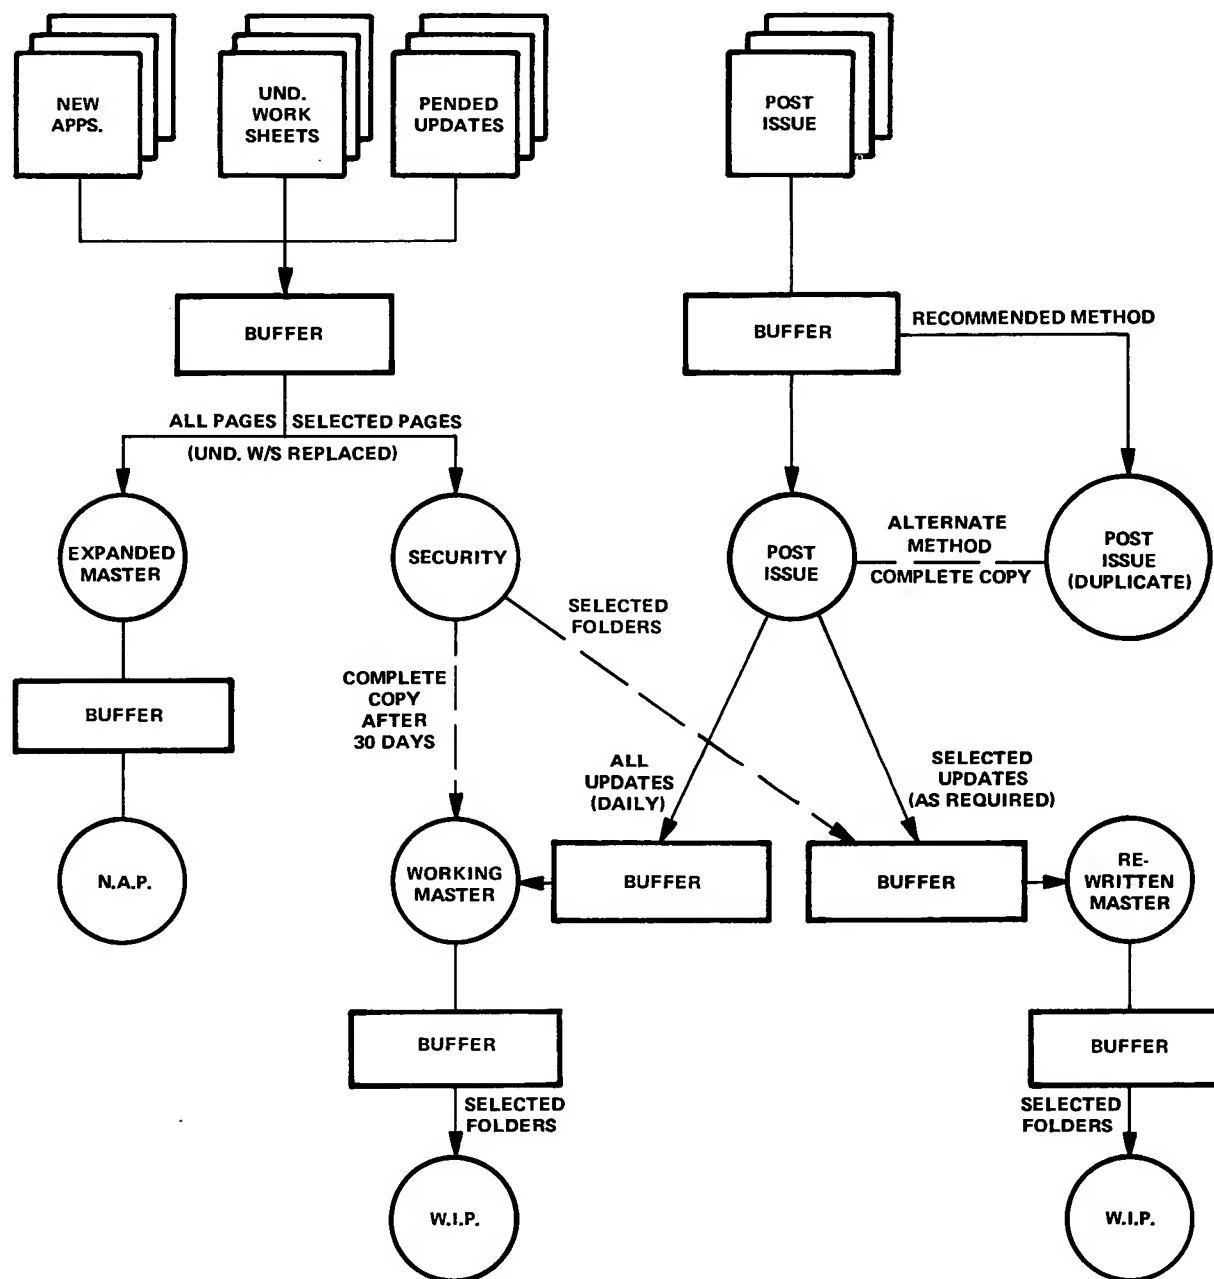 NEW
APPS.
UND.
WORK
SHEETS
PENDED
UPDATES
POST
ISSUE
BUFFER
BUFFER
RECOMMENDED METHOD
ALL PAGES
SELECTED PAGES
(UND. W/S REPLACED)
EXPANDED
MASTER
SECURITY
POST
ISSUE
ALTERNATE
METHOD
COMPLETE COPY
POST
ISSUE
(DUPLICATE)
SELECTED
FOLDERS
BUFFER
COMPLETE
COPY
AFTER
30 DAYS
ALL
UPDATES
(DAILY)
SELECTED
UPDATES
(AS REQUIRED)
N.A.P.
WORKING
MASTER
BUFFER
BUFFER
RE-
WRITTEN
MASTER
BUFFER
BUFFER
SELECTED
FOLDERS
SELECTED
FOLDERS
W.I.P.
W.I.P.